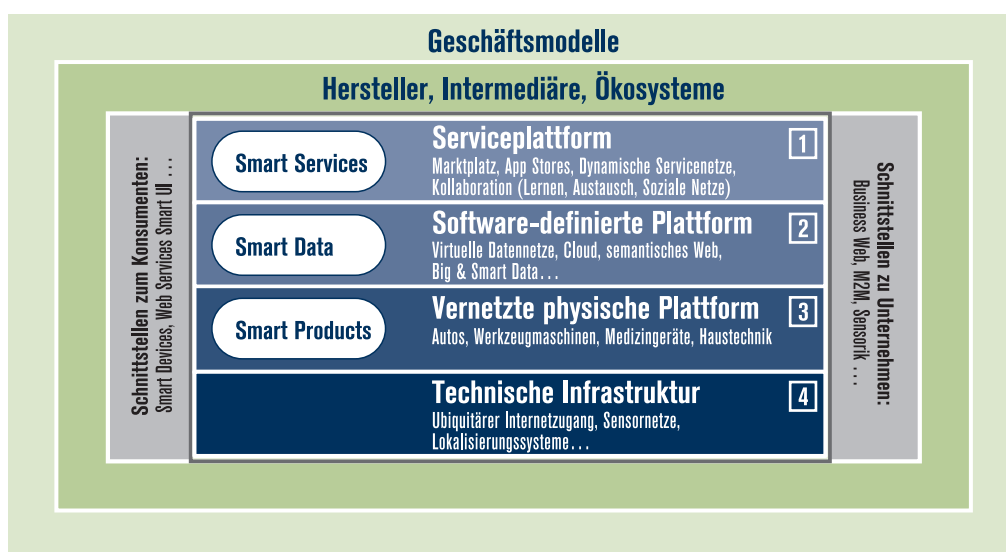 Geschäftsmodelle
Hersteller, Intermediäre, Ökosysteme
Schnittstellen zum Konsumenten:
Smart Devices, Web Services Smart UI ...
Smart Services
Serviceplattform
1
Marktplatz, App Stores, Dynamische Servicenetze,
Kollaboration (Lernen, Austausch, Soziale Netze)
Smart Data
Software-definierte Plattform
2
Virtuelle Datennetze, Cloud, semantisches Web,
Big & Smart Data...
Smart Products
Vernetzte physische Plattform
3
Autos, Werkzeugmaschinen, Medizingeräte, Haustechnik
Technische Infrastruktur
4
Ubiquitärer Internetzugang, Sensornetze,
Lokalisierungssysteme...
Schnittstellen zu Unternehmen:
Business Web, M2M, Sensorik ...